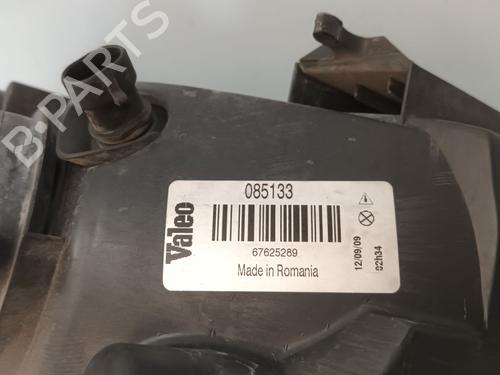 B-PARTS
Valeo
085133
67625289
Made in Romania
12/09/09
02h34